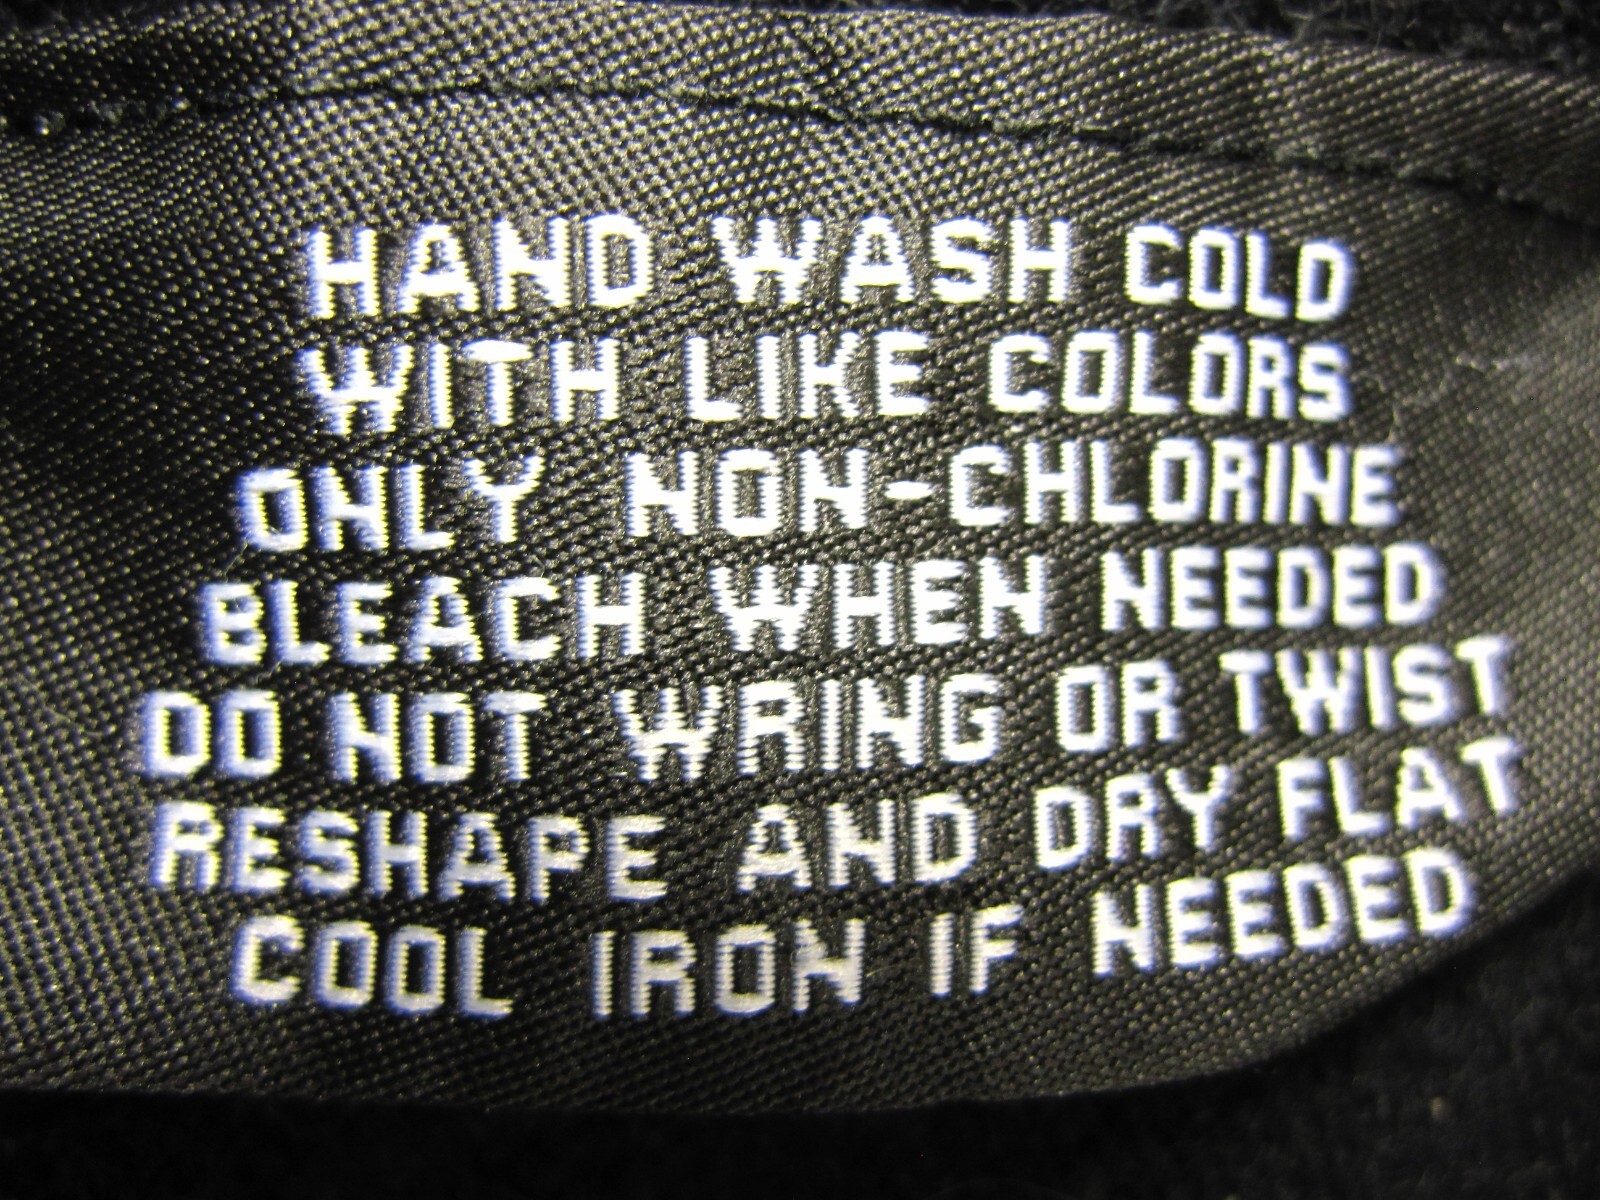 HAND WASH COLD
WITH LIKE COLORS
ONLY NON-CHLORINE
BLEACH WHEN NEEDED
DO NOT WRING OR TWIST
RESHAPE AND DRY FLAT
COOL IRON IF NEEDED